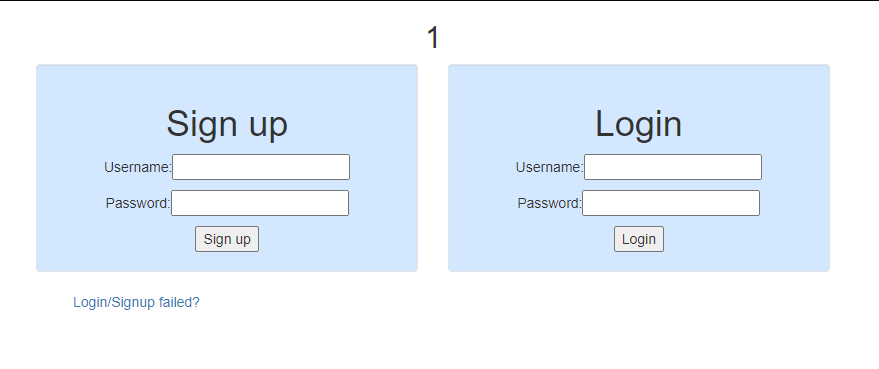 1
Sign up
Username:
Password:
Sign up
Login
Username:
Password:
Login
Login/Signup failed?